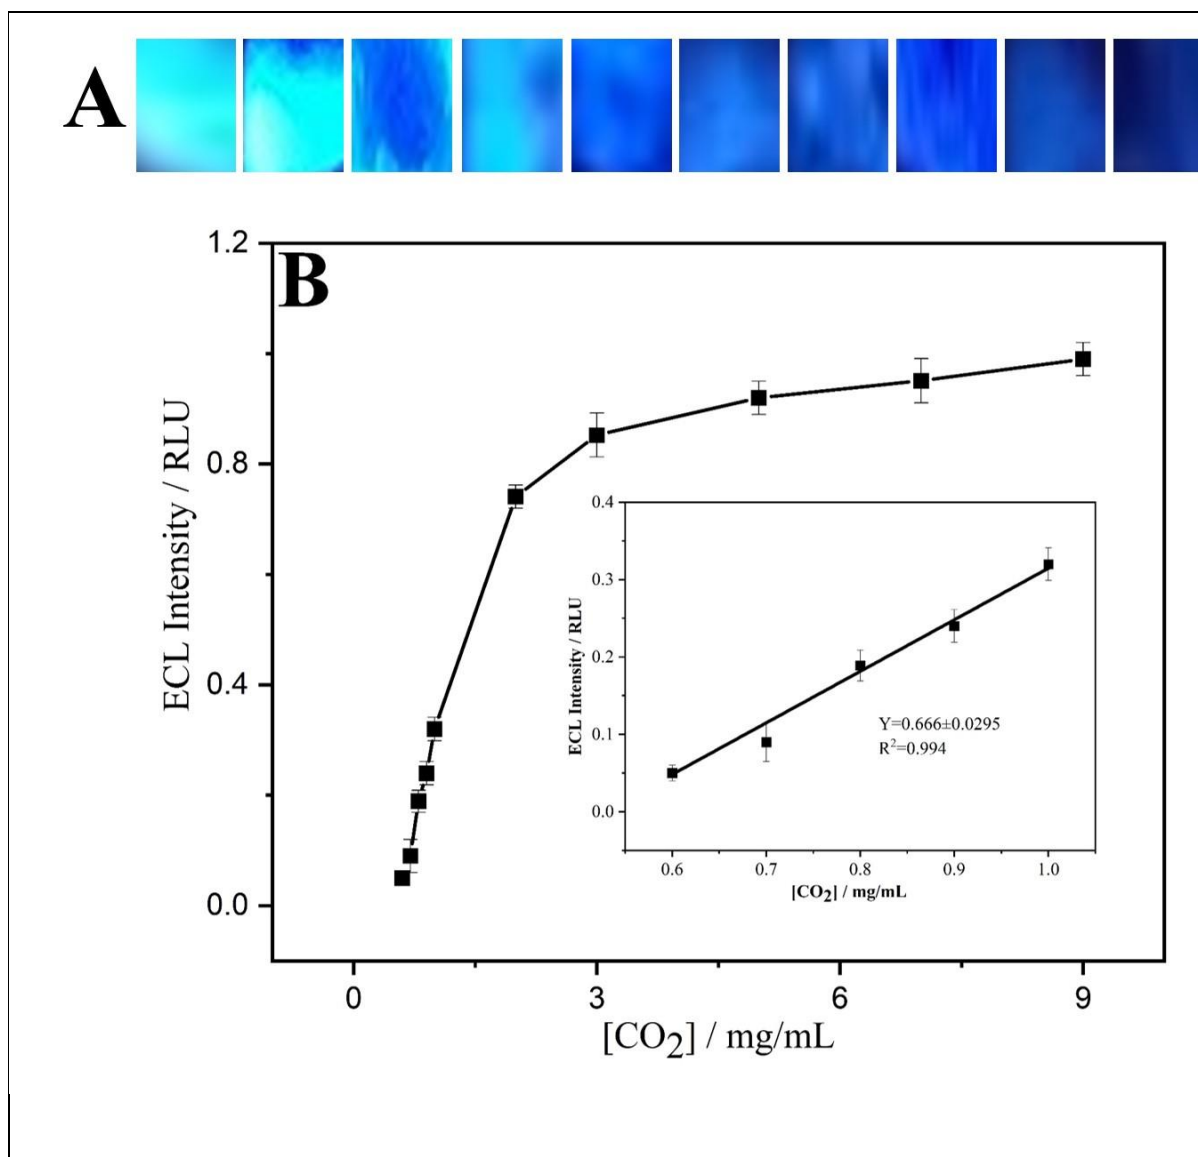 A
B
1.2
0.8
0.4
0.0
ECL Intensity / RLU
0 3 6 9
[CO2] / mg/mL
0.4
0.3
0.2
0.1
0.0
ECL Intensity / RLU
Y=0.666±0.0295
R²=0.994
0.6 0.7 0.8 0.9 1.0
[CO2] / mg/mL